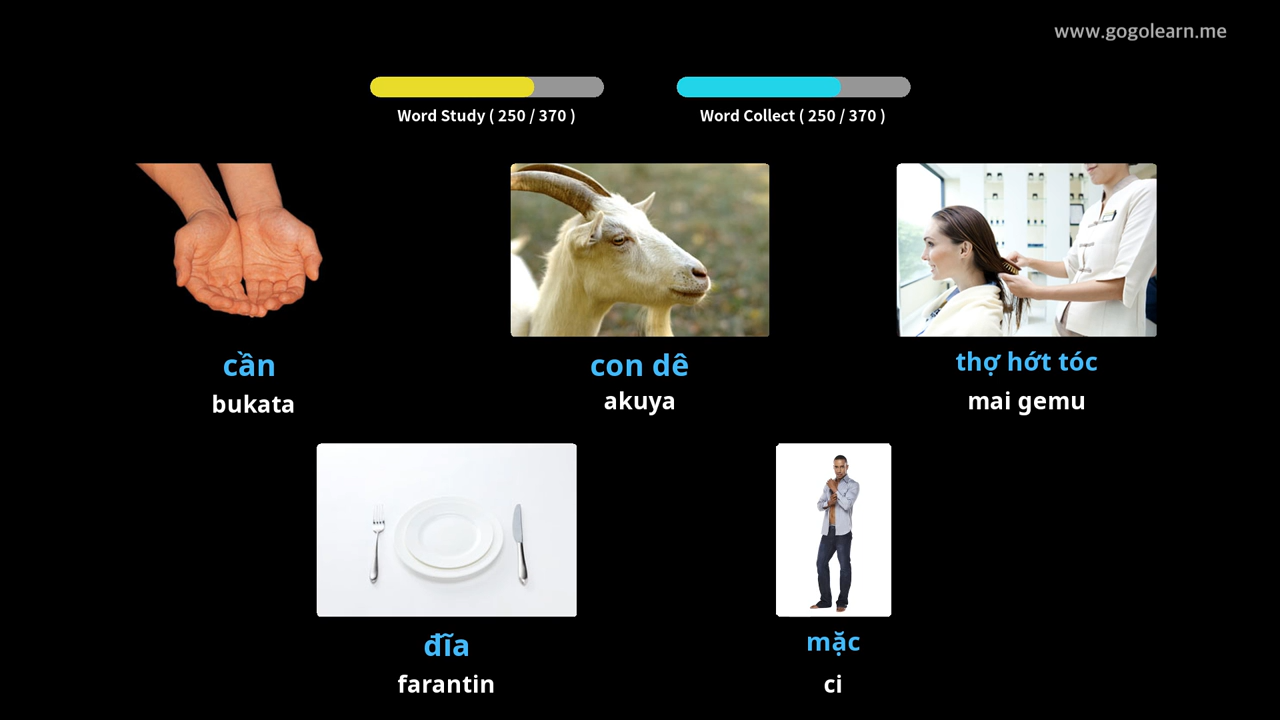 www.gogolearn.me
Word Study ( 250 / 370 )
Word Collect ( 250 / 370 )
cần
bukata
con dê
akuya
thợ hớt tóc
mai gemu
đĩa
farantin
mặc
ci